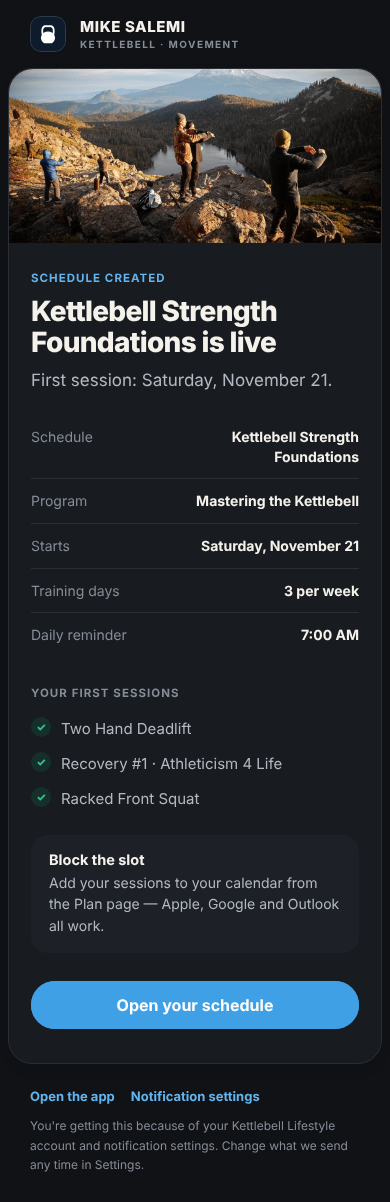 MIKE SALEMI
KETTLEBELL · MOVEMENT
SCHEDULE CREATED
Kettlebell Strength
Foundations is live
First session: Saturday, November 21.
Schedule Kettlebell Strength
Foundations
Program Mastering the Kettlebell
Starts Saturday, November 21
Training days 3 per week
Daily reminder 7:00 AM
YOUR FIRST SESSIONS
Two Hand Deadlift
Recovery #1 · Athleticism 4 Life
Racked Front Squat
Block the slot
Add your sessions to your calendar from
the Plan page — Apple, Google and Outlook
all work.
Open your schedule
Open the app Notification settings
You're getting this because of your Kettlebell Lifestyle
account and notification settings. Change what we send
any time in Settings.